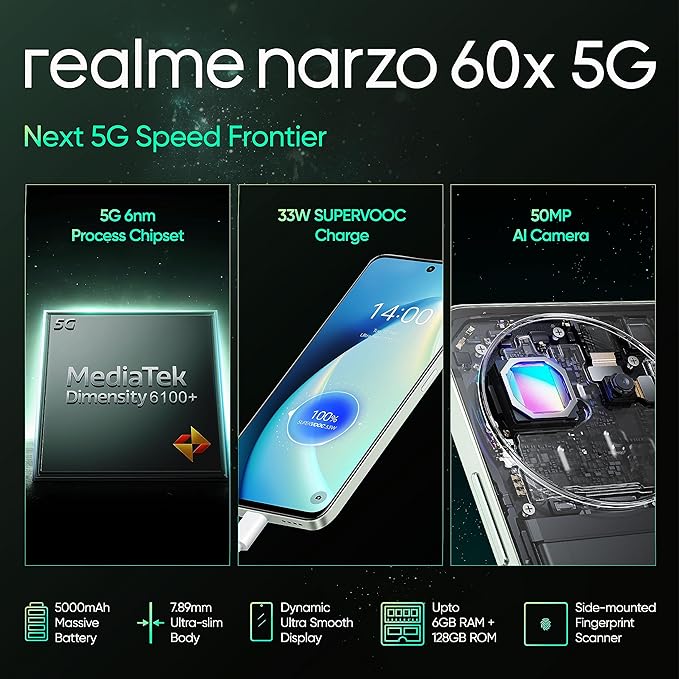 realme narzo 60x 5G
Next 5G Speed Frontier
5G 6nm
Process Chipset
5G
MediaTek
Dimensity 6100+
33W SUPERVOOC
Charge
100%
SUPERVOOC 33W
50MP
AI Camera
5000mAh
Massive
Battery
7.89mm
Ultra-slim
Body
Dynamic
Ultra Smooth
Display
Upto
6GB RAM +
128GB ROM
Side-mounted
Fingerprint
Scanner